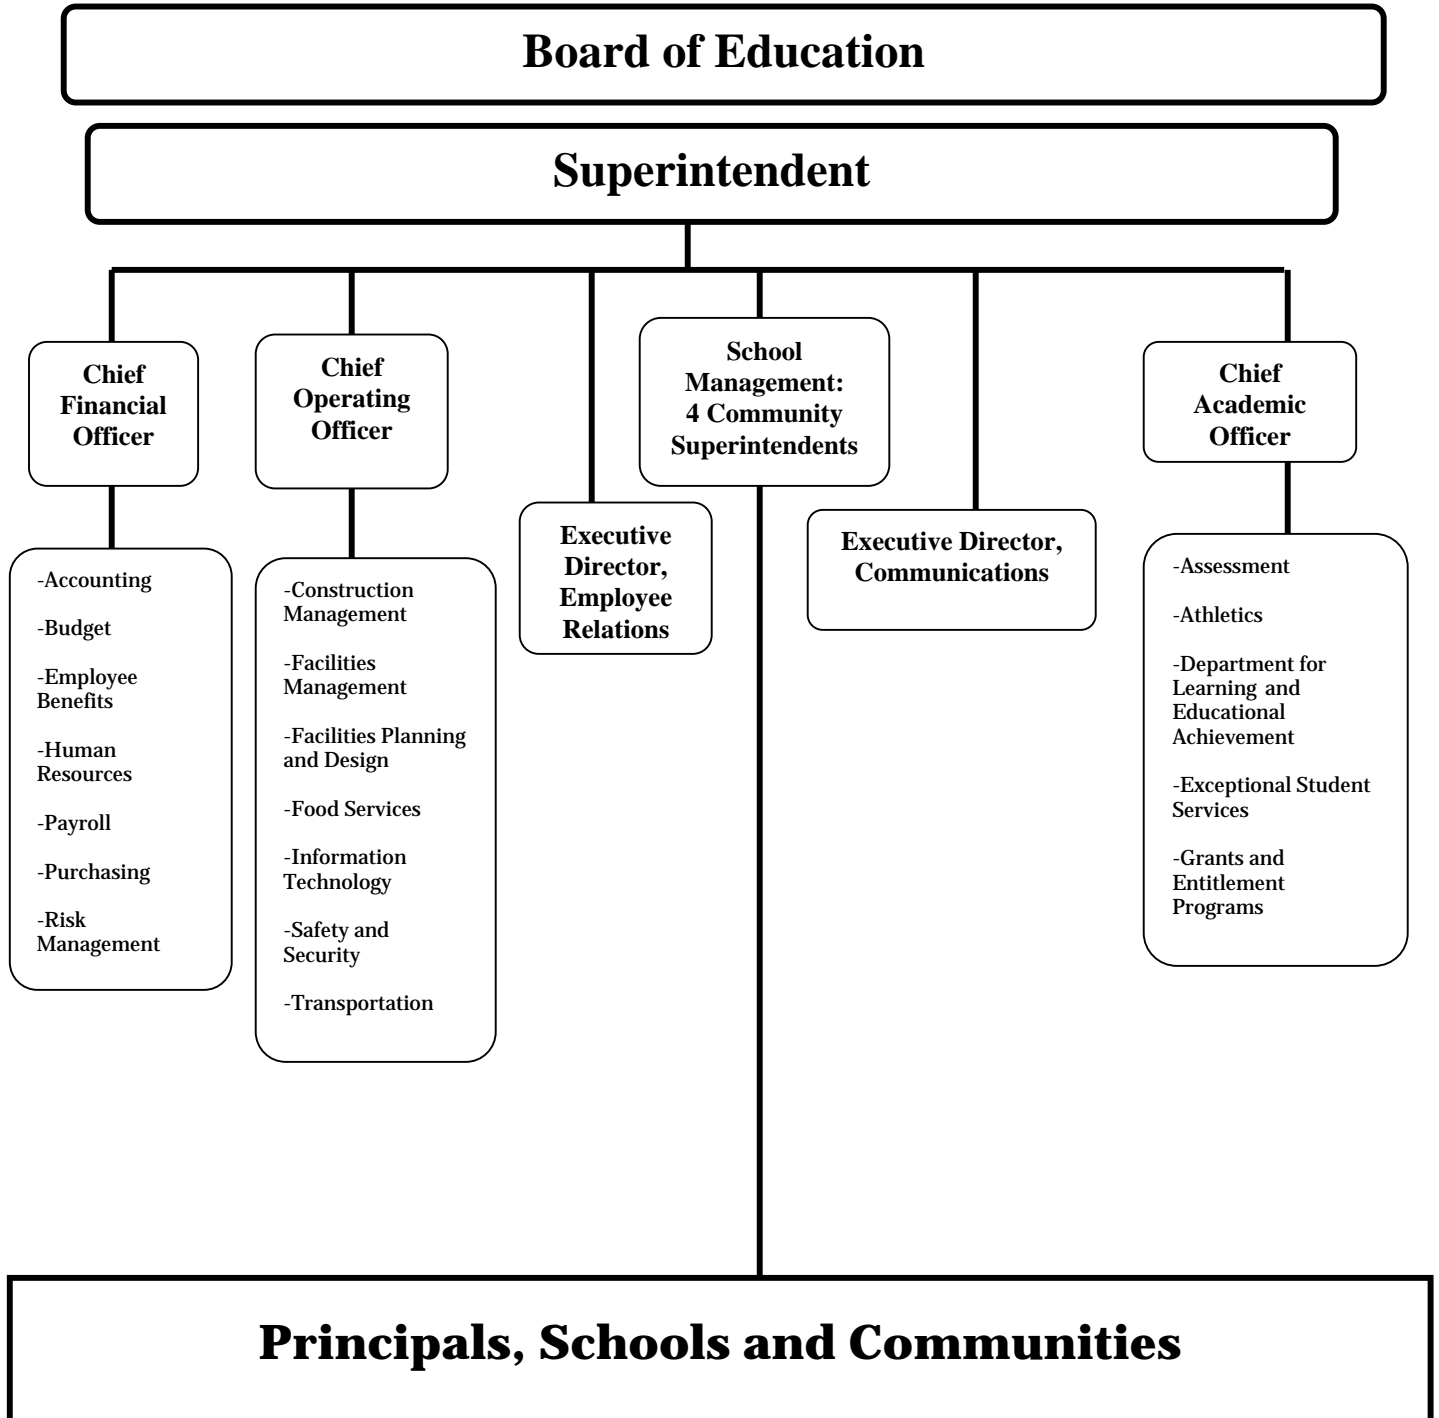 Board of Education
Superintendent
Chief
Financial
Officer
Chief
Operating
Officer
School
Management:
4 Community
Superintendents
Chief
Academic
Officer
Executive
Director,
Employee
Relations
Executive Director,
Communications
-Accounting
-Budget
-Employee
Benefits
-Human
Resources
-Payroll
-Purchasing
-Risk
Management
-Construction
Management
-Facilities
Management
-Facilities Planning
and Design
-Food Services
-Information
Technology
-Safety and
Security
-Transportation
-Assessment
-Athletics
-Department for
Learning and
Educational
Achievement
-Exceptional Student
Services
-Grants and
Entitlement
Programs
Principals, Schools and Communities